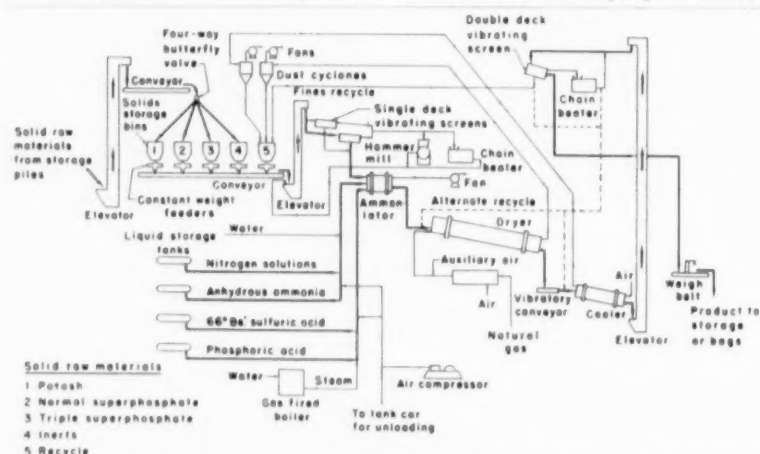 Four-way
butterfly
valve
Fans
Double deck
vibrating
screen
Conveyor
Dust cyclones
Fines recycle
Solids
storage
bins
Single deck
vibrating screens
Chain
beater
Solid raw
materials
from storage
piles
1 2 3 4 5
Hammer
mill
Chain
beater
Conveyor
Elevator
Constant weight
feeders
Elevator
Ammon-
iator
Fan
Alternate recycle
Dryer
Water
Liquid storage
tanks
Auxiliary air
Nitrogen solutions
Air
Weigh
belt
Anhydrous ammonia
Air
Vibratory
conveyor
Cooler
Product to
storage
or bags
66° Be' sulfuric acid
Natural
gas
Elevator
Phosphoric acid
Solid raw materials
1 Potash
2 Normal superphosphate
3 Triple superphosphate
4 Inerts
5 Recycle
Water
Steam
Gas fired
boiler
Air compressor
To tank car
for unloading